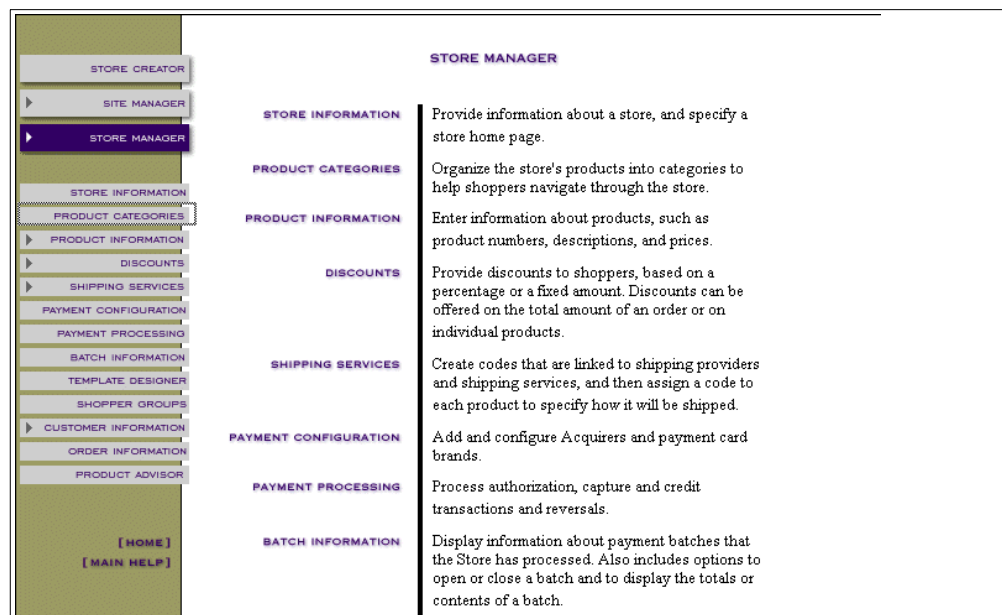 STORE CREATOR
SITE MANAGER
STORE MANAGER
STORE INFORMATION
PRODUCT CATEGORIES
PRODUCT INFORMATION
DISCOUNTS
SHIPPING SERVICES
PAYMENT CONFIGURATION
PAYMENT PROCESSING
BATCH INFORMATION
TEMPLATE DESIGNER
SHOPPER GROUPS
CUSTOMER INFORMATION
ORDER INFORMATION
PRODUCT ADVISOR
[HOME]
[MAIN HELP]
STORE MANAGER
STORE INFORMATION
Provide information about a store, and specify a
store home page.
PRODUCT CATEGORIES
Organize the store's products into categories to
help shoppers navigate through the store.
PRODUCT INFORMATION
Enter information about products, such as
product numbers, descriptions, and prices.
DISCOUNTS
Provide discounts to shoppers, based on a
percentage or a fixed amount. Discounts can be
offered on the total amount of an order or on
individual products.
SHIPPING SERVICES
Create codes that are linked to shipping providers
and shipping services, and then assign a code to
each product to specify how it will be shipped.
PAYMENT CONFIGURATION
Add and configure Acquirers and payment card
brands.
PAYMENT PROCESSING
Process authorization, capture and credit
transactions and reversals.
BATCH INFORMATION
Display information about payment batches that
the Store has processed. Also includes options to
open or close a batch and to display the totals or
contents of a batch.